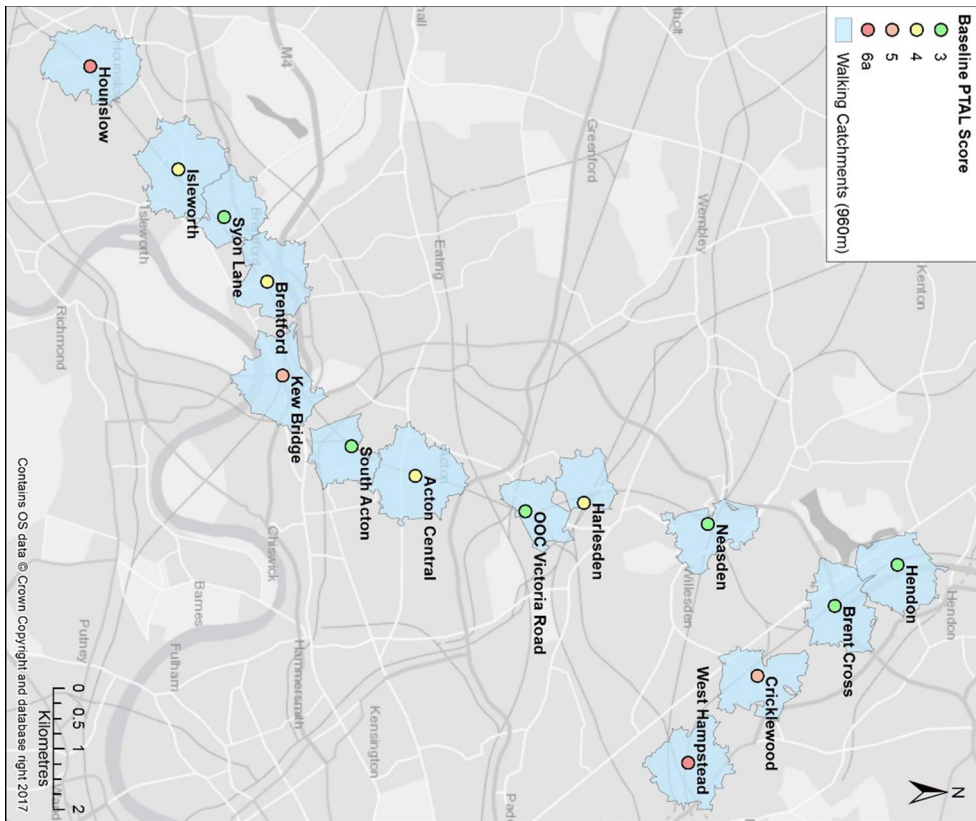 Baseline PTAL Score
3
4
5
6a
Walking Catchments (960m)
N
Kenton
Hendon
Hendon
Brent Cross
Cricklewood
West Hampstead
Wembley
Neasden
Willesden
Greenford
Harlesden
OOC Victoria Road
Ealing
Acton
Acton Central
South Acton
Kensington
Hammersmith
Chiswick
M4
Kew Bridge
Brentford
Brentford
Syon Lane
Isleworth
Isleworth
Hounslow
Hounslow
Richmond
Barnes
Fulham
Putney
0 0.5 1 2
Kilometres
Contains OS data © Crown Copyright and database right 2017